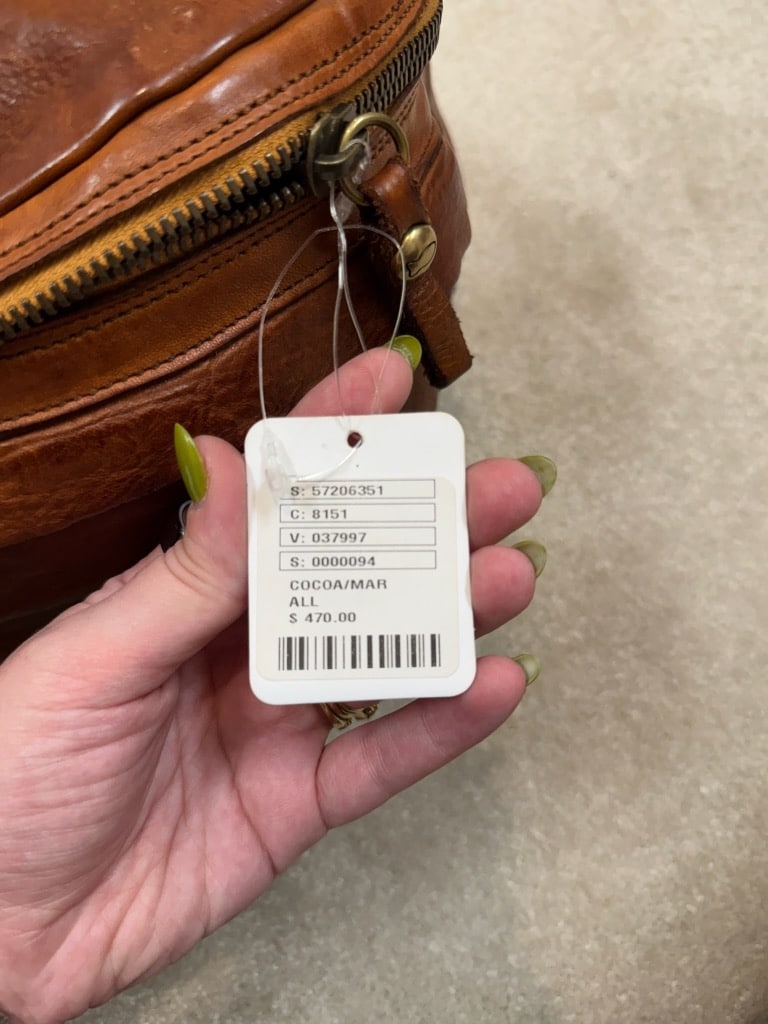 S: 57206351
C: 8151
V: 037997
S: 0000094
COCOA/MAR
ALL
$ 470.00